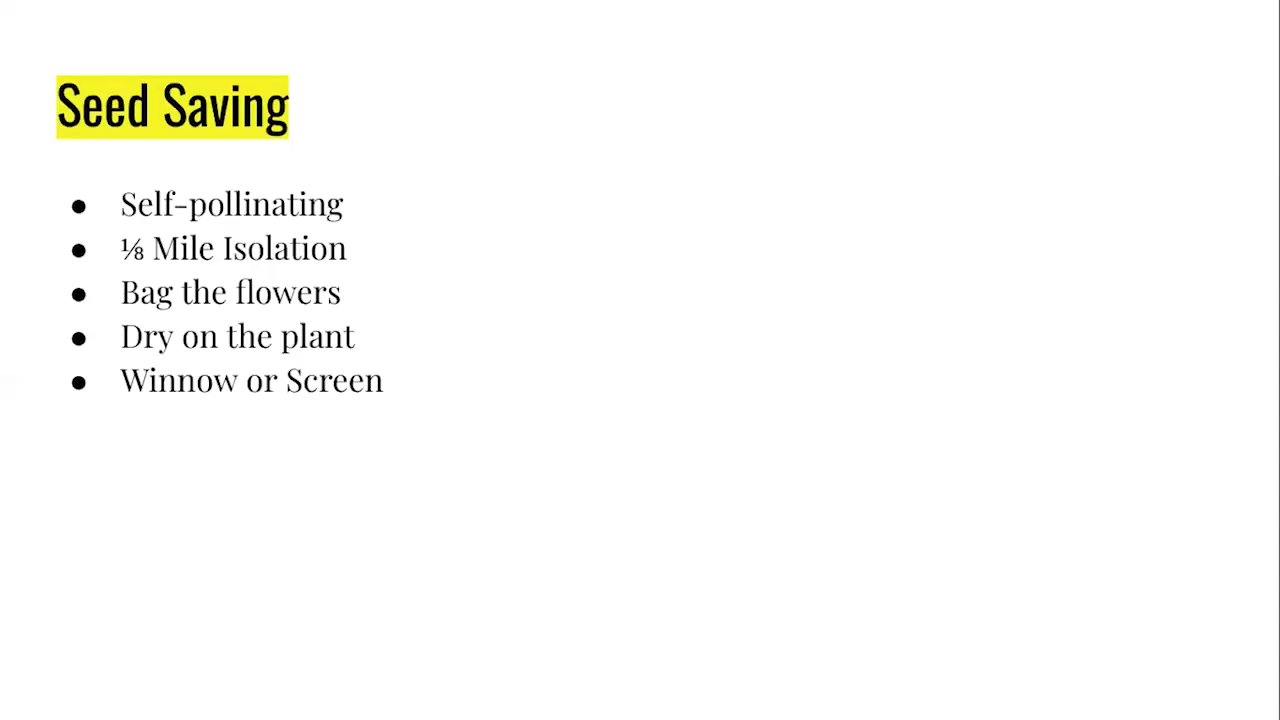 Seed Saving
● Self-pollinating
● ⅛ Mile Isolation
● Bag the flowers
● Dry on the plant
● Winnow or Screen